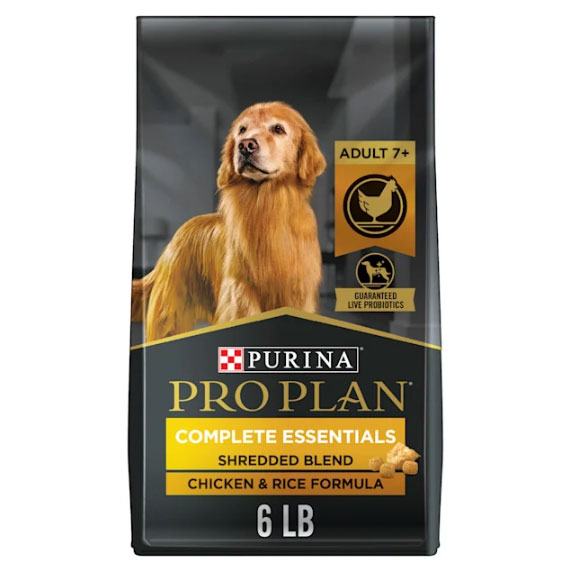 ADULT 7+
GUARANTEED
LIVE PROBIOTICS
PURINA
PRO PLAN
COMPLETE ESSENTIALS
SHREDDED BLEND
CHICKEN & RICE FORMULA
6 LB